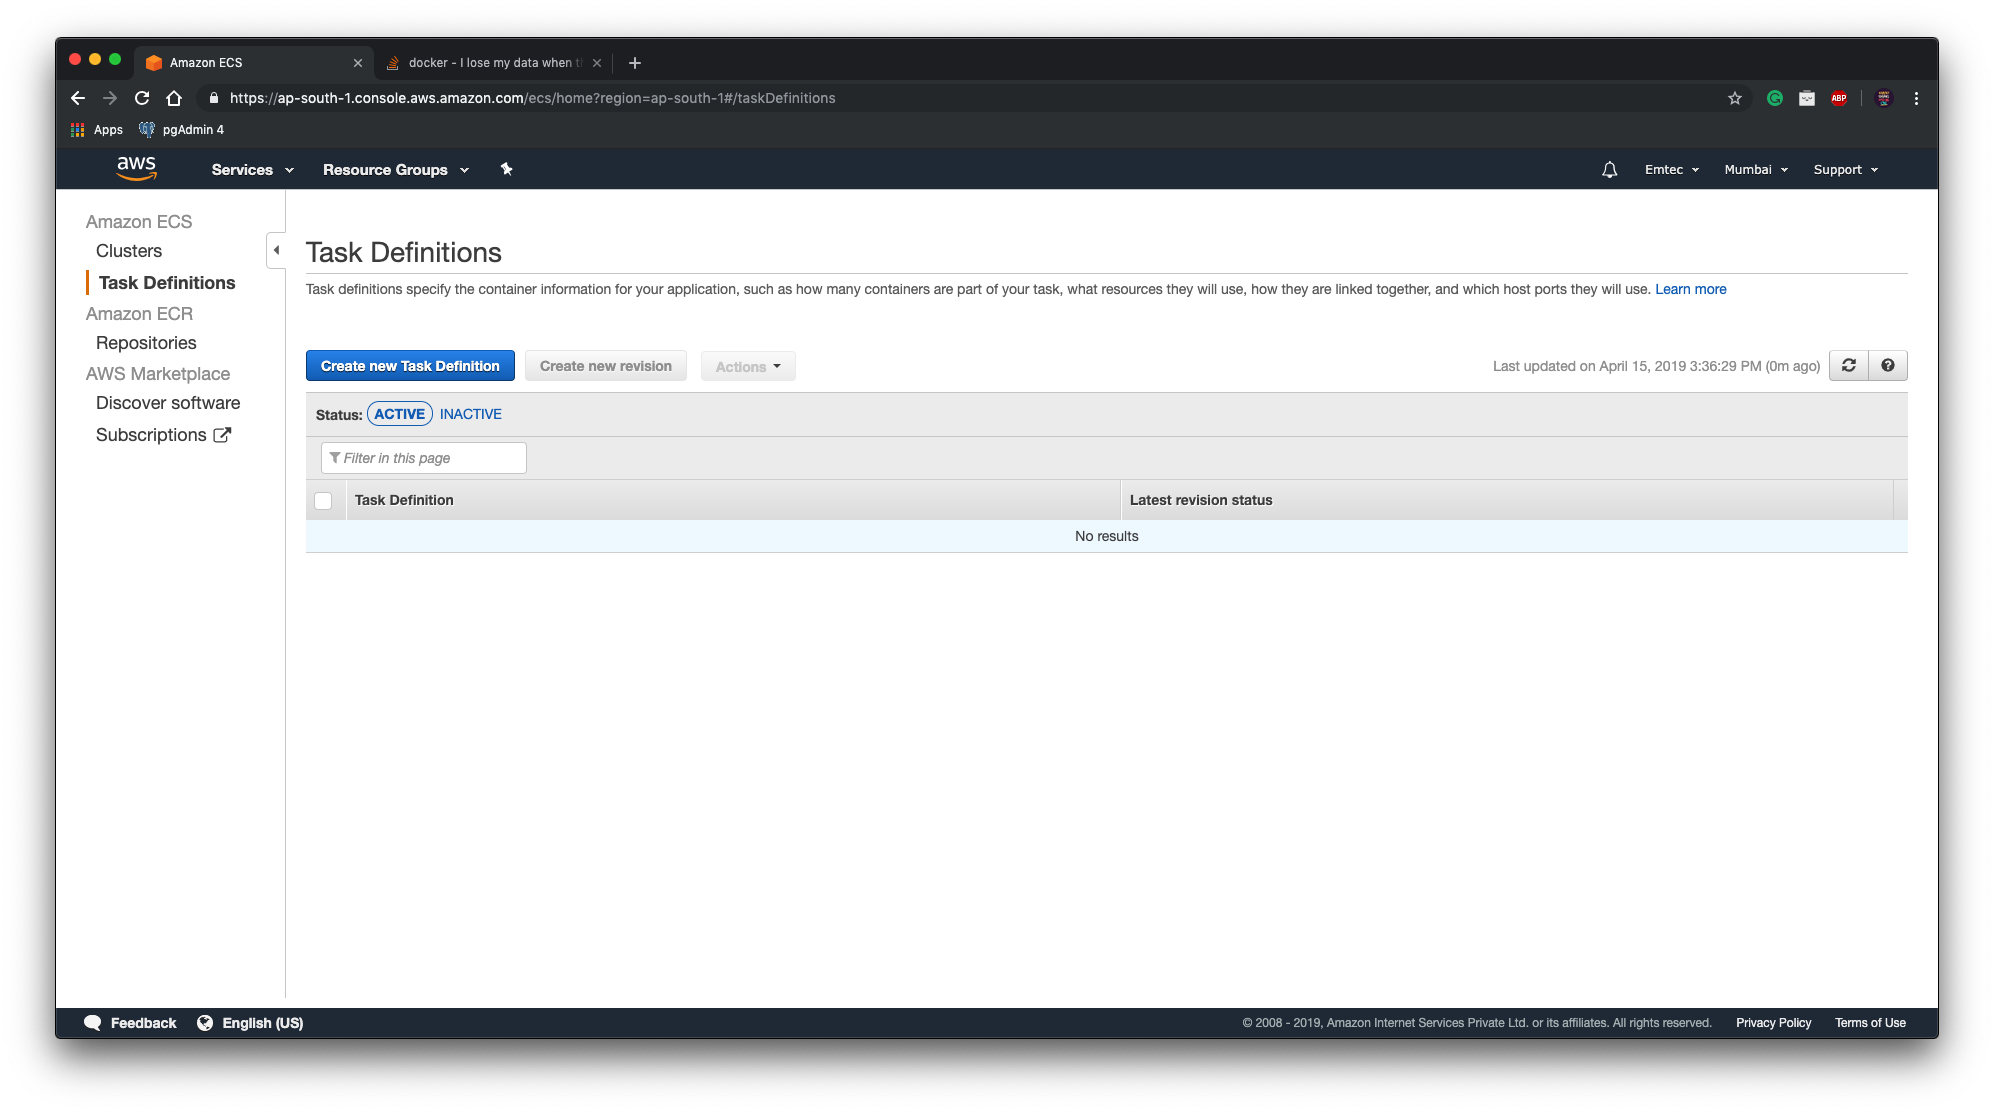 Amazon ECS
docker - I lose my data when t
https://ap-south-1.console.aws.amazon.com/ecs/home?region=ap-south-1#/taskDefinitions
ABP
Apps
pgAdmin 4
aws
Services
Resource Groups
Emtec
Mumbai
Support
Amazon ECS
Clusters
Task Definitions
Amazon ECR
Repositories
AWS Marketplace
Discover software
Subscriptions
Task Definitions
Task definitions specify the container information for your application, such as how many containers are part of your task, what resources they will use, how they are linked together, and which host ports they will use. Learn more
Create new Task Definition
Create new revision
Actions
Last updated on April 15, 2019 3:36:29 PM (0m ago)
Status: ACTIVE INACTIVE
Filter in this page
Task Definition
Latest revision status
No results
Feedback
English (US)
© 2008 - 2019, Amazon Internet Services Private Ltd. or its affiliates. All rights reserved.
Privacy Policy
Terms of Use